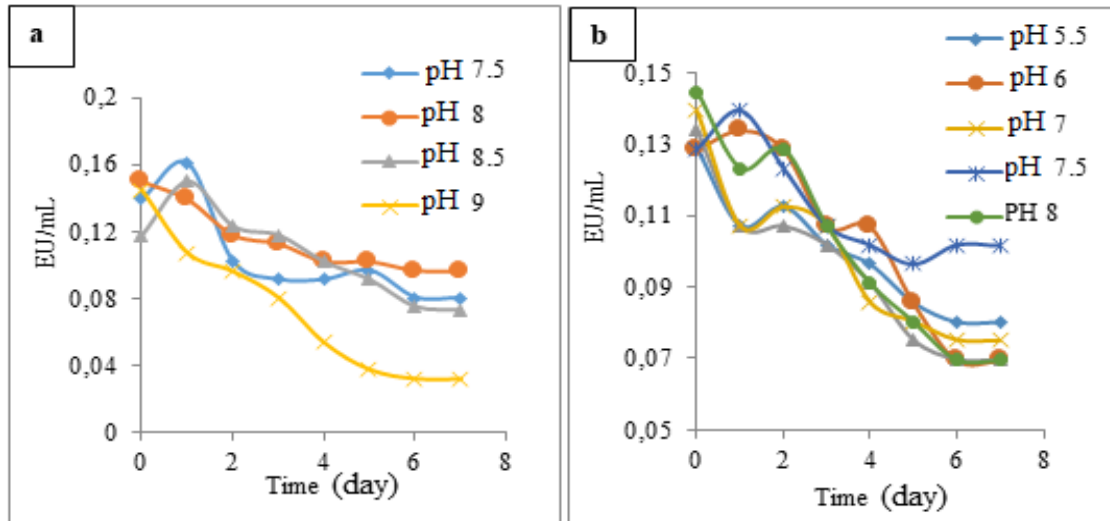 a
pH 7.5
pH 8
pH 8.5
pH 9
0,2
0,16
0,12
0,08
0,04
0
EU/mL
0 2 4 6 8
Time (day)
b
pH 5.5
pH 6
pH 7
pH 7.5
PH 8
0,15
0,13
0,11
0,09
0,07
0,05
EU/mL
0 2 4 6 8
Time (day)